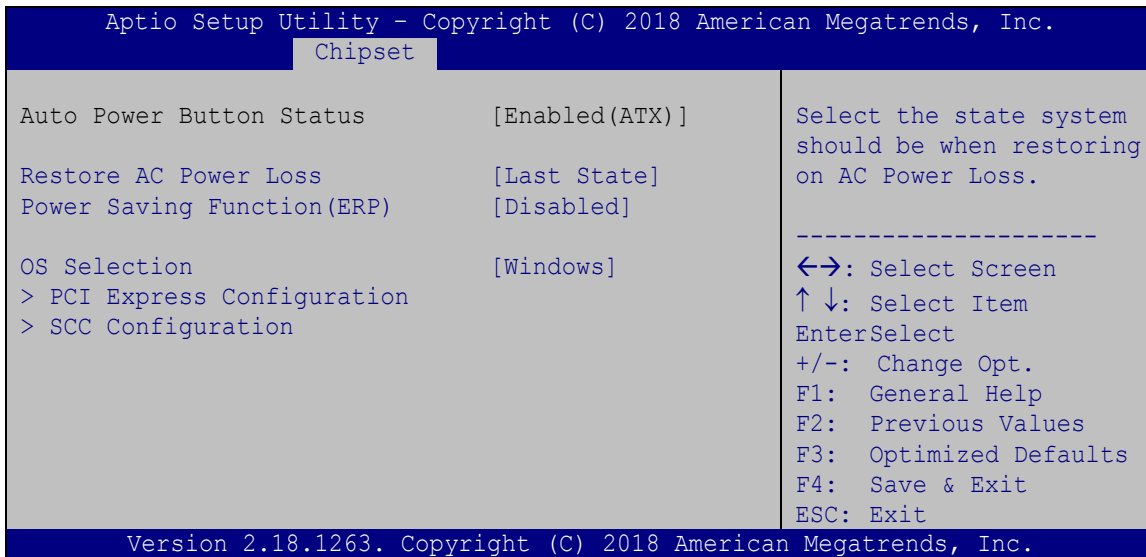 Aptio Setup Utility – Copyright (C) 2018 American Megatrends, Inc.
Chipset
Auto Power Button Status [Enabled(ATX)]
Restore AC Power Loss [Last State]
Power Saving Function(ERP) [Disabled]
OS Selection [Windows]
> PCI Express Configuration
> SCC Configuration
Select the state system
should be when restoring
on AC Power Loss.
---------------------
←→: Select Screen
↑ ↓: Select Item
EnterSelect
+/-: Change Opt.
F1: General Help
F2: Previous Values
F3: Optimized Defaults
F4: Save & Exit
ESC: Exit
Version 2.18.1263. Copyright (C) 2018 American Megatrends, Inc.